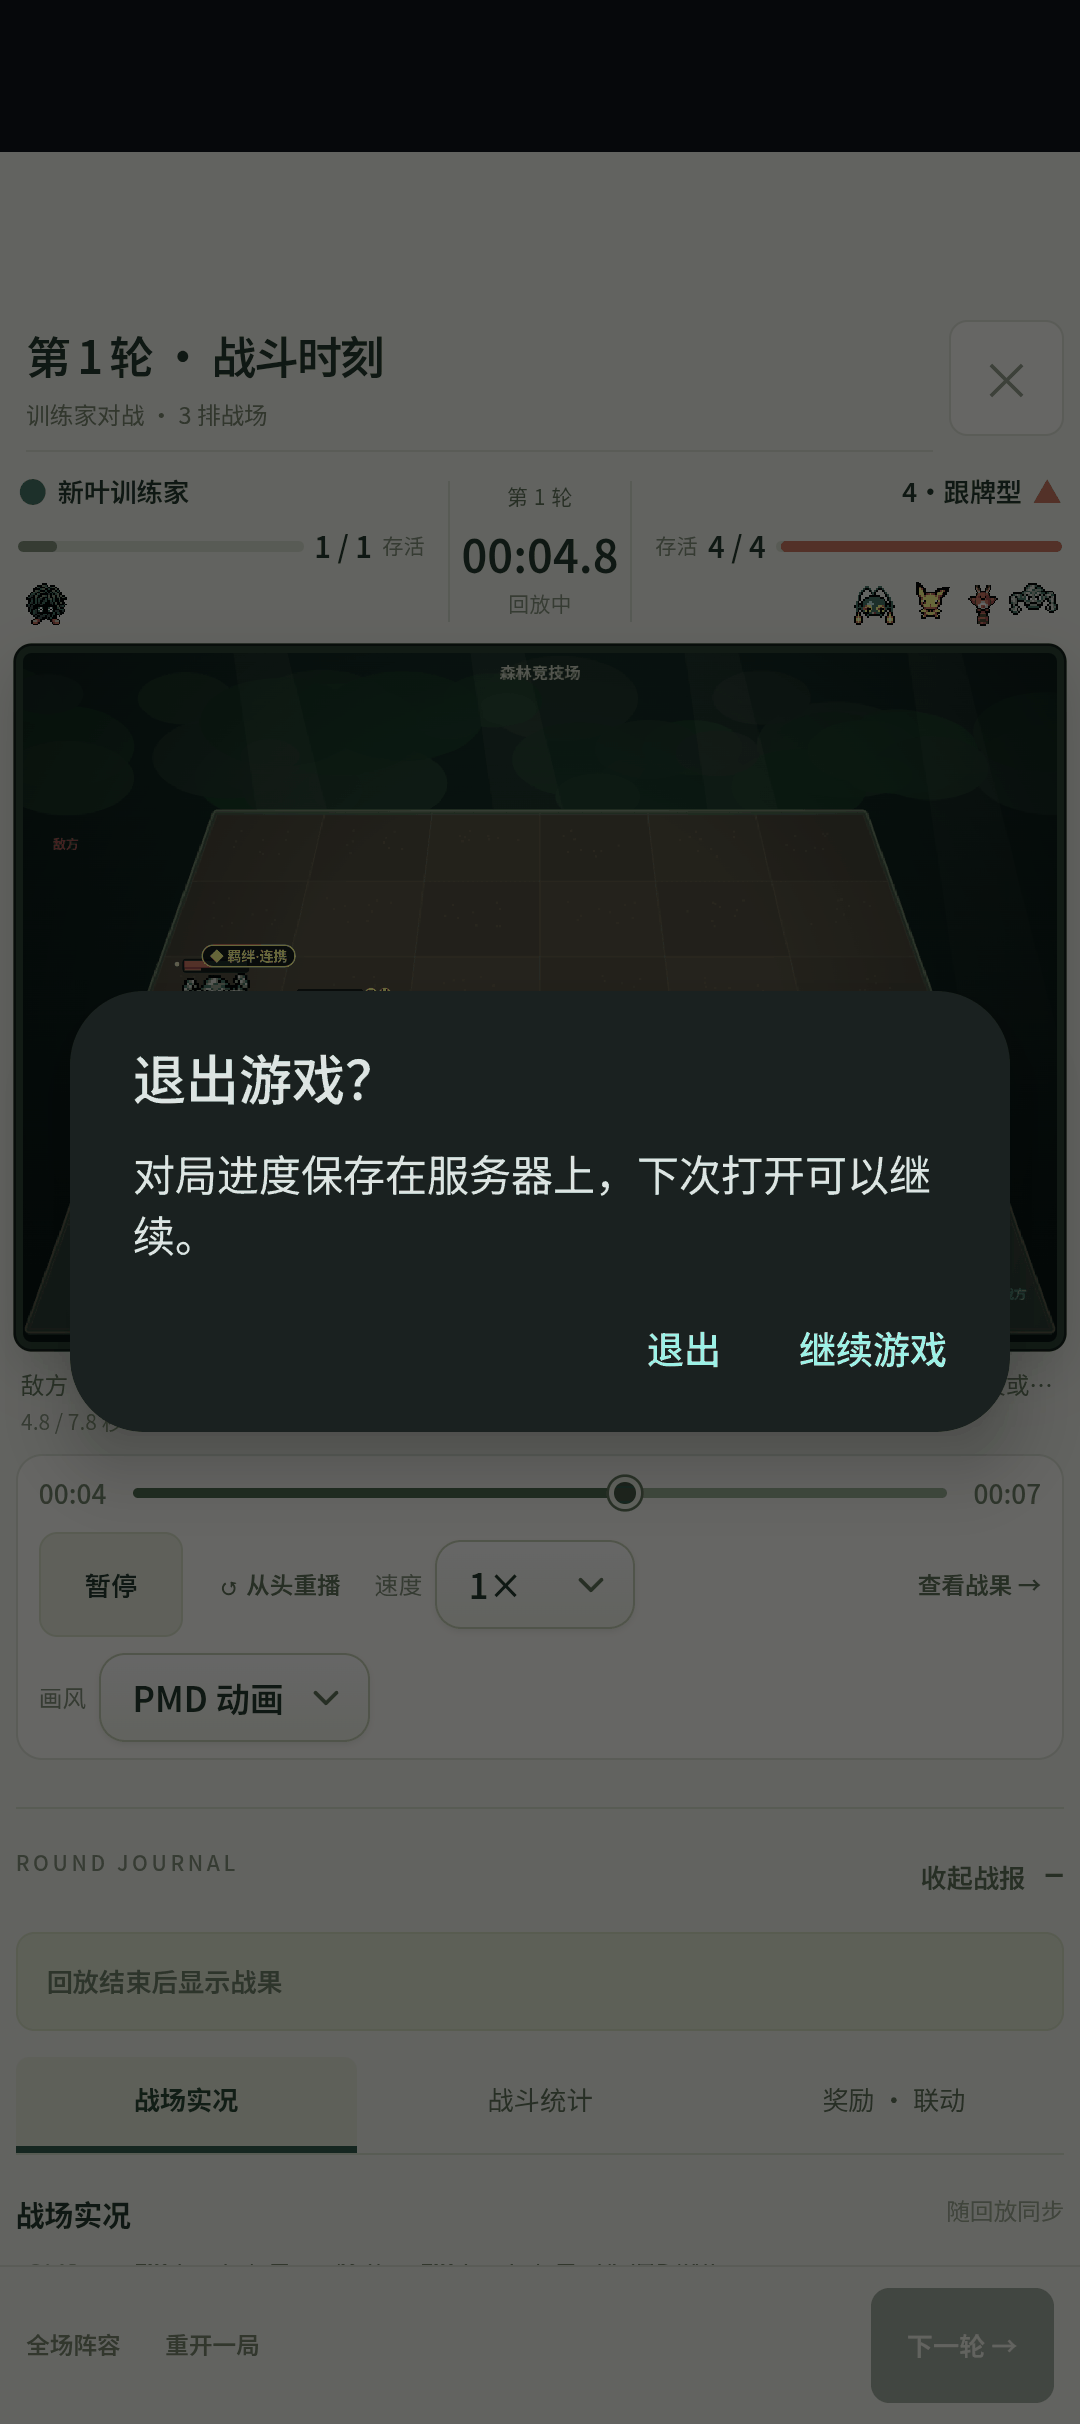 第 1 轮 · 战斗时刻
训练家对战 · 3 排战场
新叶训练家
第 1 轮
4 · 跟牌型
1 / 1 存活
00:04.8
存活 4 / 4
回放中
森林竞技场
敌方
羁绊·连携
退出游戏?
对局进度保存在服务器上，下次打开可以继
续。
退出 继续游戏
敌方
或…
4.8 / 7.8
00:04
00:07
暂停
↺ 从头重播
速度
1×
查看战果 →
画风
PMD 动画
ROUND JOURNAL
收起战报 −
回放结束后显示战果
战场实况
战斗统计
奖励 · 联动
战场实况
随回放同步
全场阵容
重开一局
下一轮 →